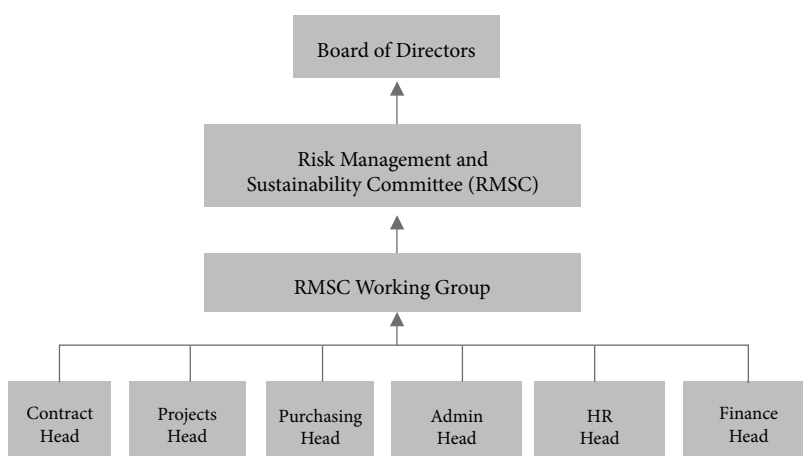 Board of Directors
Risk Management and
Sustainability Committee (RMSC)
RMSC Working Group
Contract
Head
Projects
Head
Purchasing
Head
Admin
Head
HR
Head
Finance
Head